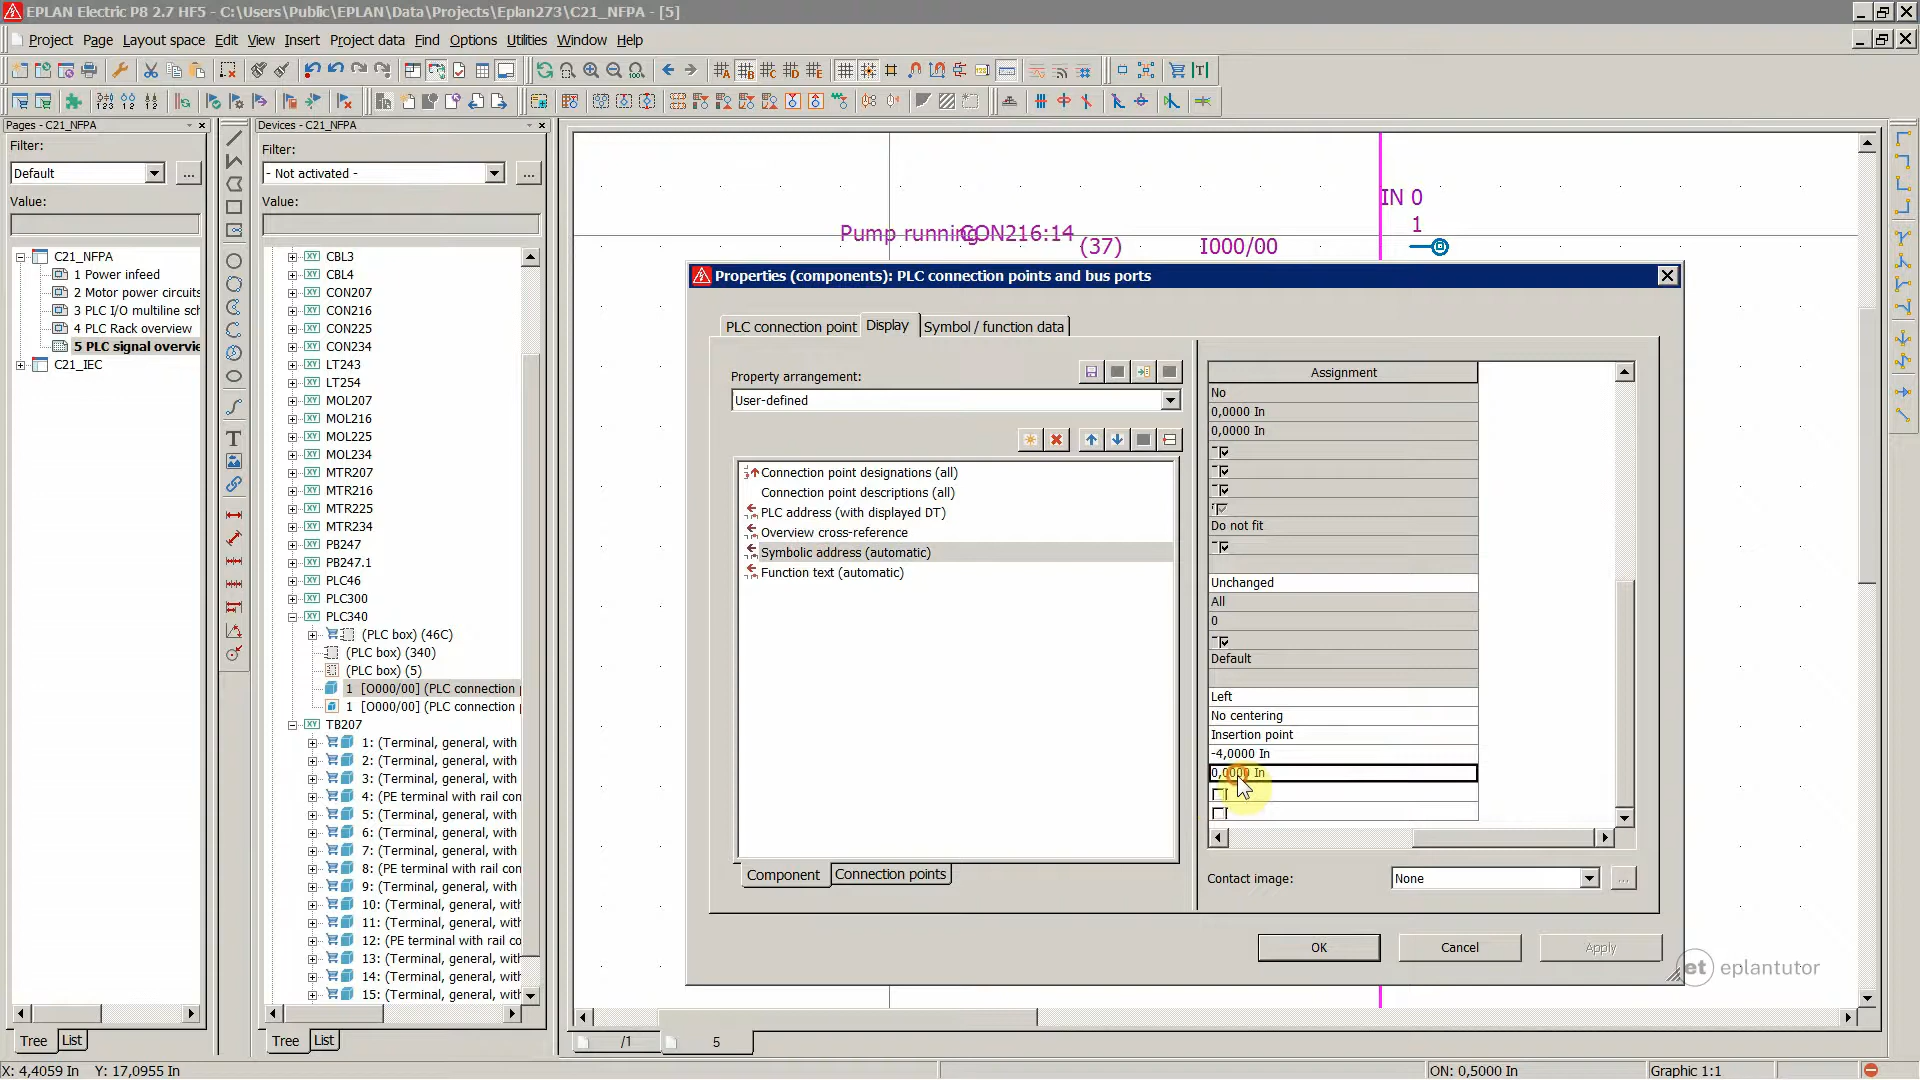 EPLAN Electric P8 2.7 HF5 - C:\Users\Public\EPLAN\Data\Projects\Eplan273\C21_NFPA - [5]
Project Page Layout space Edit View Insert Project data Find Options Utilities Window Help
Pages - C21_NFPA
Filter:
Default
...
Value:
C21_NFPA
1 Power infeed
2 Motor power circuits
3 PLC I/O multiline sch
4 PLC Rack overview
5 PLC signal overvie
C21_IEC
Tree
List
Devices - C21_NFPA
Filter:
- Not activated -
...
Value:
CBL3
CBL4
CON207
CON216
CON225
CON234
LT243
LT254
MOL207
MOL216
MOL225
MOL234
MTR207
MTR216
MTR225
MTR234
PB247
PB247.1
PLC46
PLC300
PLC340
(PLC box) (46C)
(PLC box) (340)
(PLC box) (5)
1 [O000/00] (PLC connection p
1 [O000/00] (PLC connection p
TB207
1: (Terminal, general, with
2: (Terminal, general, with
3: (Terminal, general, with
4: (PE terminal with rail con
5: (Terminal, general, with
6: (Terminal, general, with
7: (Terminal, general, with
8: (PE terminal with rail con
9: (Terminal, general, with
10: (Terminal, general, with
11: (Terminal, general, with
12: (PE terminal with rail co
13: (Terminal, general, with
14: (Terminal, general, with
15: (Terminal, general, with
Tree
List
IN 0
1
Pump running
CON216:14
(37)
I000/00
Properties (components): PLC connection points and bus ports
PLC connection point
Display
Symbol / function data
Property arrangement:
User-defined
Connection point designations (all)
Connection point descriptions (all)
PLC address (with displayed DT)
Overview cross-reference
Symbolic address (automatic)
Function text (automatic)
Component
Connection points
Assignment
No
0,0000 In
0,0000 In
Do not fit
Unchanged
All
0
Default
Left
No centering
Insertion point
-4,0000 In
0,0000 In
Contact image:
None
...
OK
Cancel
Apply
et eplantutor
/1
5
X: 4,4059 In Y: 17,0955 In
ON: 0,5000 In
Graphic 1:1